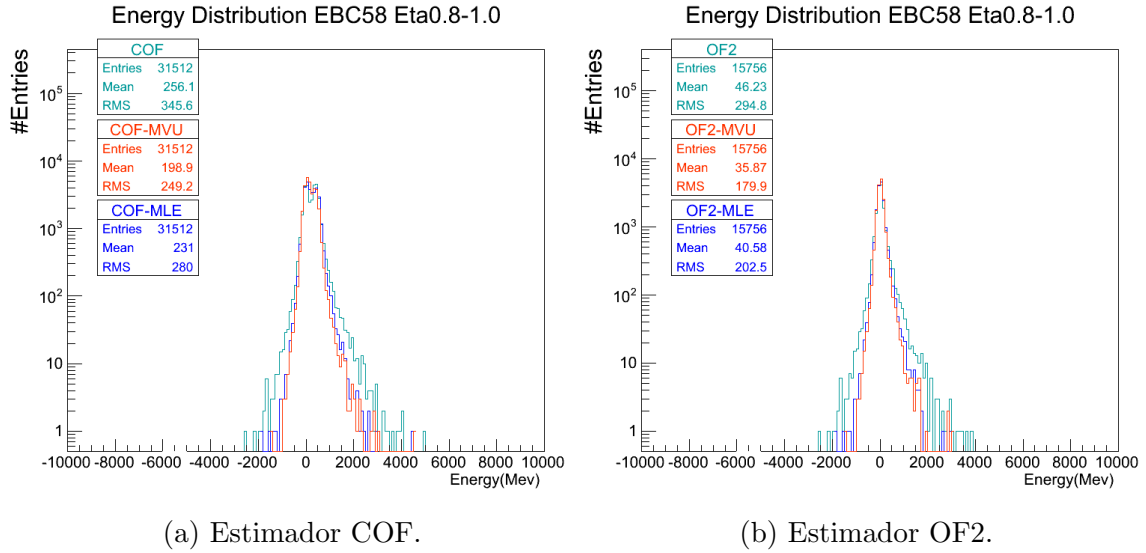 Energy Distribution EBC58 Eta0.8-1.0
#Entries
COF
Entries 31512
Mean 256.1
RMS 345.6
COF-MVU
Entries 31512
Mean 198.9
RMS 249.2
COF-MLE
Entries 31512
Mean 231
RMS 280
10^5
10^4
10^3
10^2
10
1
-10000 -8000 -6000 -4000 -2000 0 2000 4000 6000 8000 10000
Energy(Mev)
(a) Estimador COF.
Energy Distribution EBC58 Eta0.8-1.0
#Entries
OF2
Entries 15756
Mean 46.23
RMS 294.8
OF2-MVU
Entries 15756
Mean 35.87
RMS 179.9
OF2-MLE
Entries 15756
Mean 40.58
RMS 202.5
10^5
10^4
10^3
10^2
10
1
-10000 -8000 -6000 -4000 -2000 0 2000 4000 6000 8000 10000
Energy(Mev)
(b) Estimador OF2.